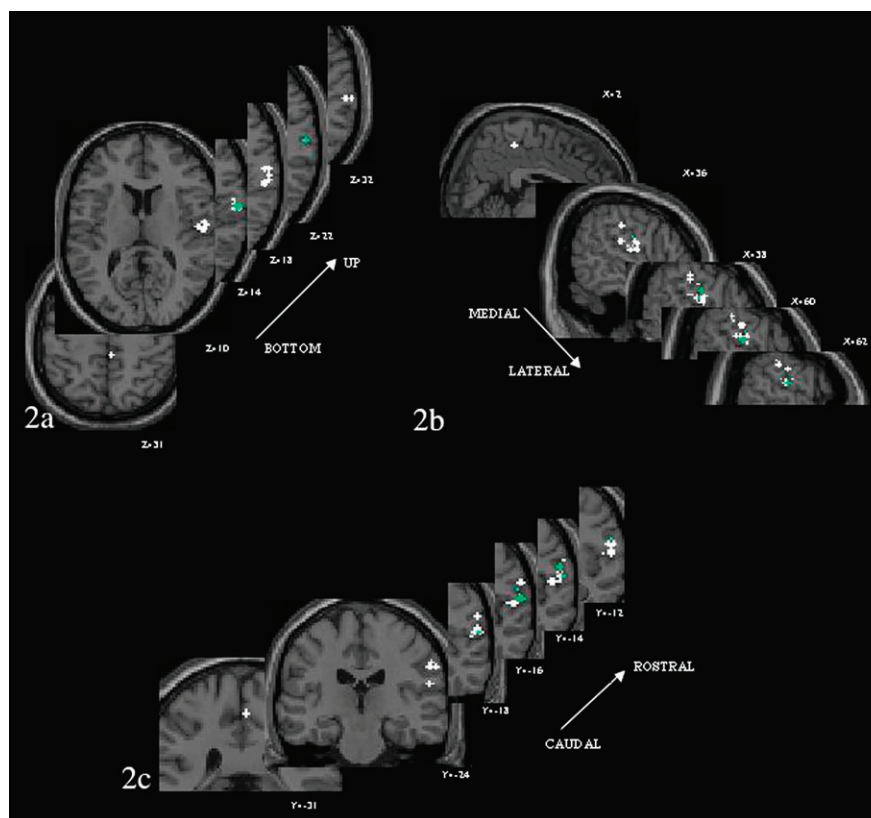 X=2
Z=32
X=36
Z=22
Z=18
UP
X=38
Z=14
X=60
MEDIAL
Z=10
BOTTOM
X=62
LATERAL
2a
2b
Z=31
Y=-12
Y=-14
ROSTRAL
Y=-16
Y=-18
CAUDAL
Y=-24
2c
Y=-31